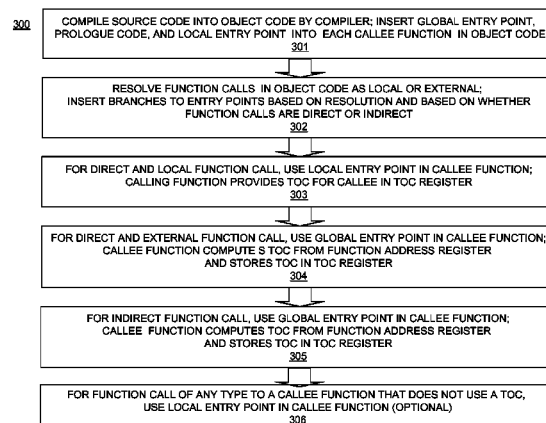 300
COMPILE SOURCE CODE INTO OBJECT CODE BY COMPILER; INSERT GLOBAL ENTRY POINT,
PROLOGUE CODE, AND LOCAL ENTRY POINT INTO EACH CALLEE FUNCTION IN OBJECT CODE
301
RESOLVE FUNCTION CALLS IN OBJECT CODE AS LOCAL OR EXTERNAL;
INSERT BRANCHES TO ENTRY POINTS BASED ON RESOLUTION AND BASED ON WHETHER
FUNCTION CALLS ARE DIRECT OR INDIRECT
302
FOR DIRECT AND LOCAL FUNCTION CALL, USE LOCAL ENTRY POINT IN CALLEE FUNCTION;
CALLING FUNCTION PROVIDES TOC FOR CALLEE IN TOC REGISTER
303
FOR DIRECT AND EXTERNAL FUNCTION CALL, USE GLOBAL ENTRY POINT IN CALLEE FUNCTION;
CALLEE FUNCTION COMPUTE S TOC FROM FUNCTION ADDRESS REGISTER
AND STORES TOC IN TOC REGISTER
304
FOR INDIRECT FUNCTION CALL, USE GLOBAL ENTRY POINT IN CALLEE FUNCTION;
CALLEE FUNCTION COMPUTES TOC FROM FUNCTION ADDRESS REGISTER
AND STORES TOC IN TOC REGISTER
305
FOR FUNCTION CALL OF ANY TYPE TO A CALLEE FUNCTION THAT DOES NOT USE A TOC,
USE LOCAL ENTRY POINT IN CALLEE FUNCTION (OPTIONAL)
306